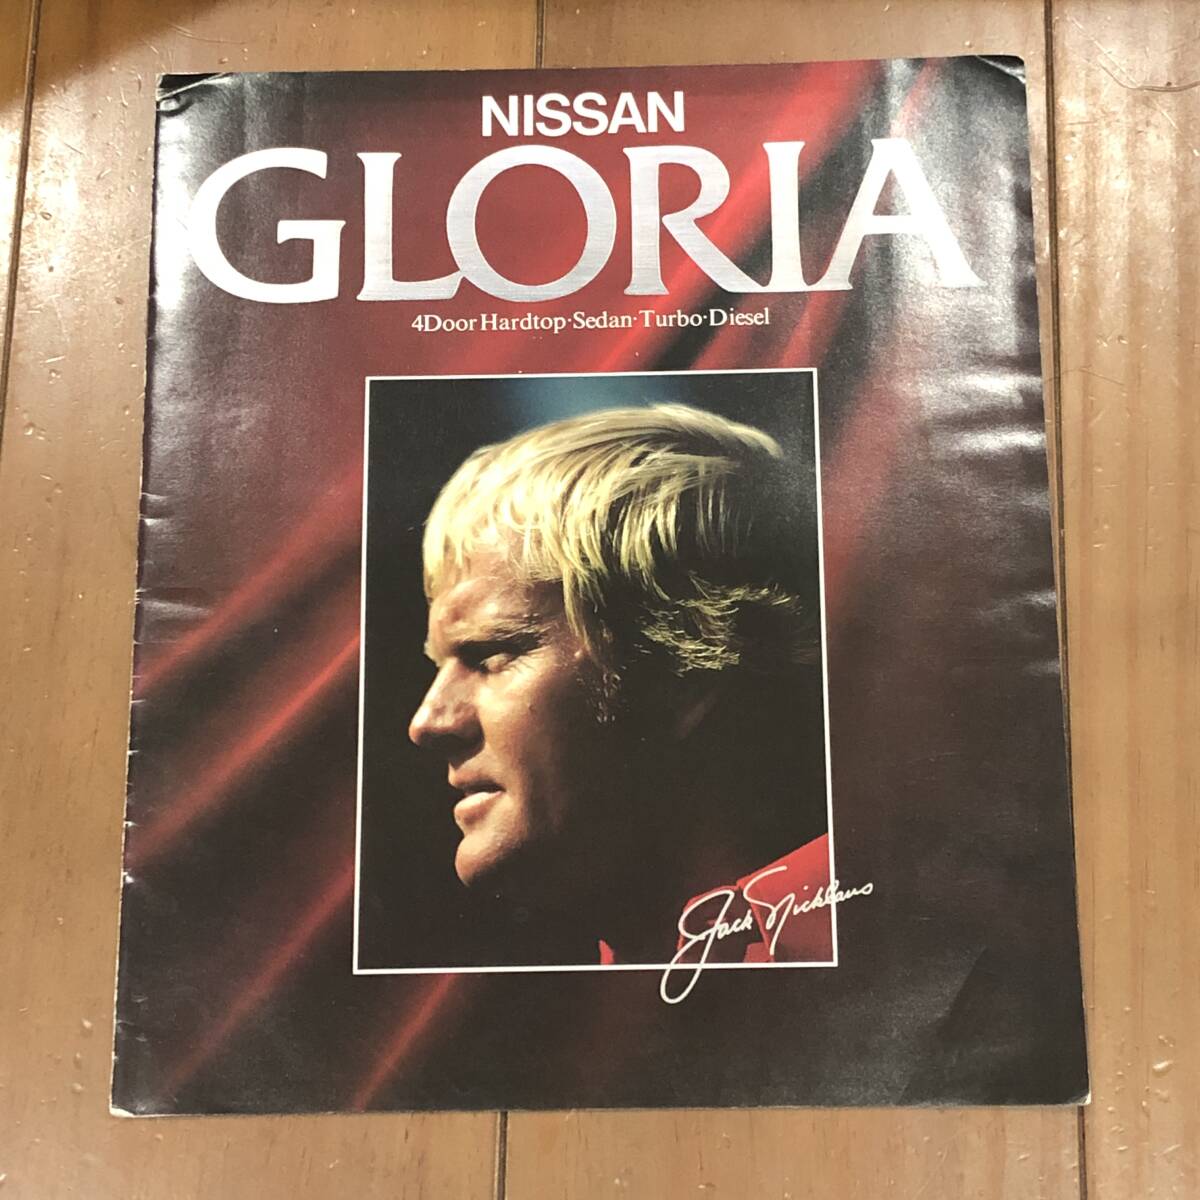 NISSAN
GLORIA
4Door Hardtop·Sedan·Turbo·Diesel
Jack Nicklaus